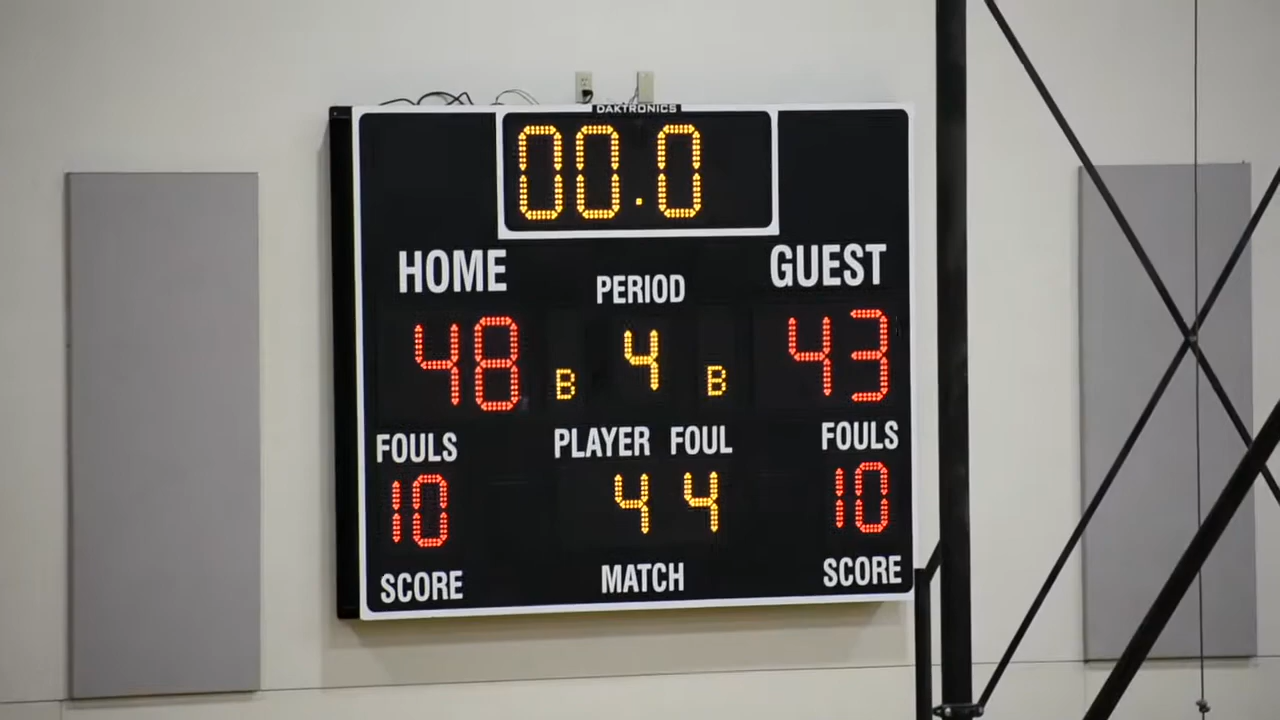 DAKTRONICS
00.0
HOME PERIOD GUEST
48 B 4 B 43
FOULS PLAYER FOUL FOULS
10 4 4 10
SCORE MATCH SCORE